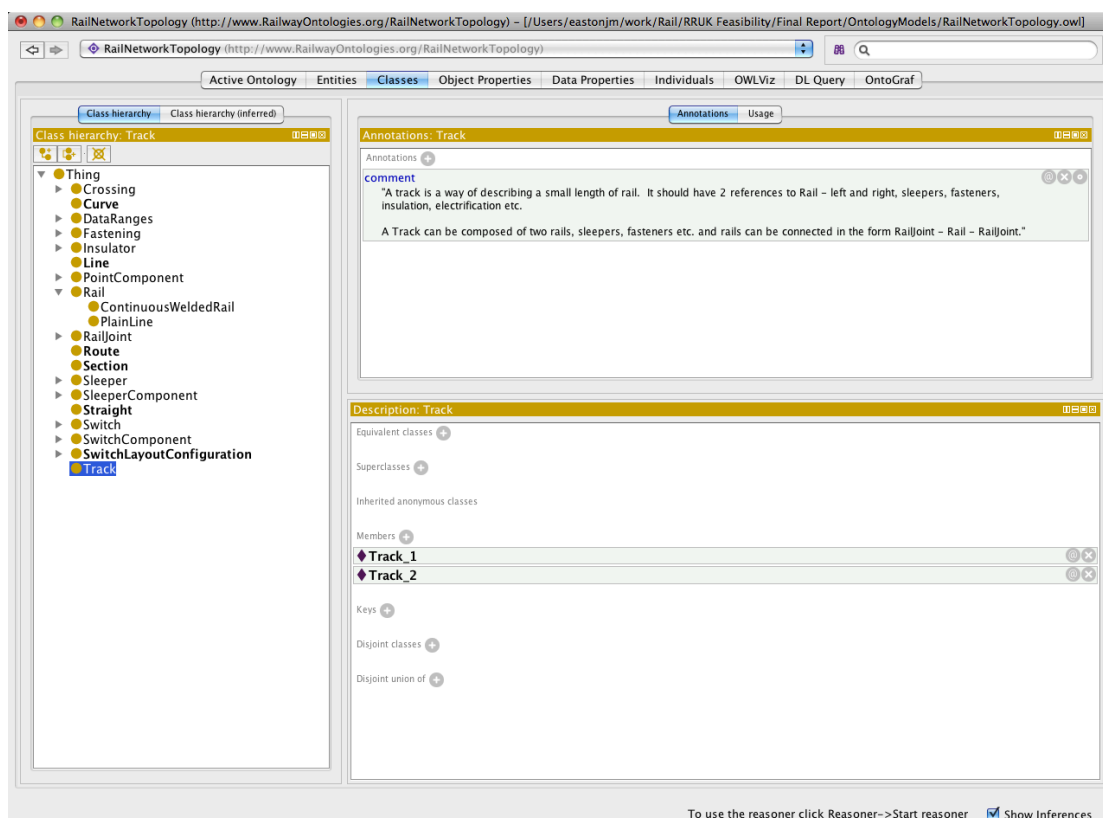 RailNetworkTopology (http://www.RailwayOntologies.org/RailNetworkTopology) – [/Users/eastonjm/work/Rail/RRUK Feasibility/Final Report/OntologyModels/RailNetworkTopology.owl]
RailNetworkTopology (http://www.RailwayOntologies.org/RailNetworkTopology)
Active Ontology Entities Classes Object Properties Data Properties Individuals OWLViz DL Query OntoGraf
Class hierarchy Class hierarchy (inferred)
Class hierarchy: Track
Thing
Crossing
Curve
DataRanges
Fastening
Insulator
Line
PointComponent
Rail
ContinuousWeldedRail
PlainLine
RailJoint
Route
Section
Sleeper
SleeperComponent
Straight
Switch
SwitchComponent
SwitchLayoutConfiguration
Track
Annotations Usage
Annotations: Track
Annotations
comment
"A track is a way of describing a small length of rail. It should have 2 references to Rail – left and right, sleepers, fasteners,
insulation, electrification etc.
A Track can be composed of two rails, sleepers, fasteners etc. and rails can be connected in the form RailJoint – Rail – RailJoint."
Description: Track
Equivalent classes
Superclasses
Inherited anonymous classes
Members
Track_1
Track_2
Keys
Disjoint classes
Disjoint union of
To use the reasoner click Reasoner->Start reasoner Show Inferences